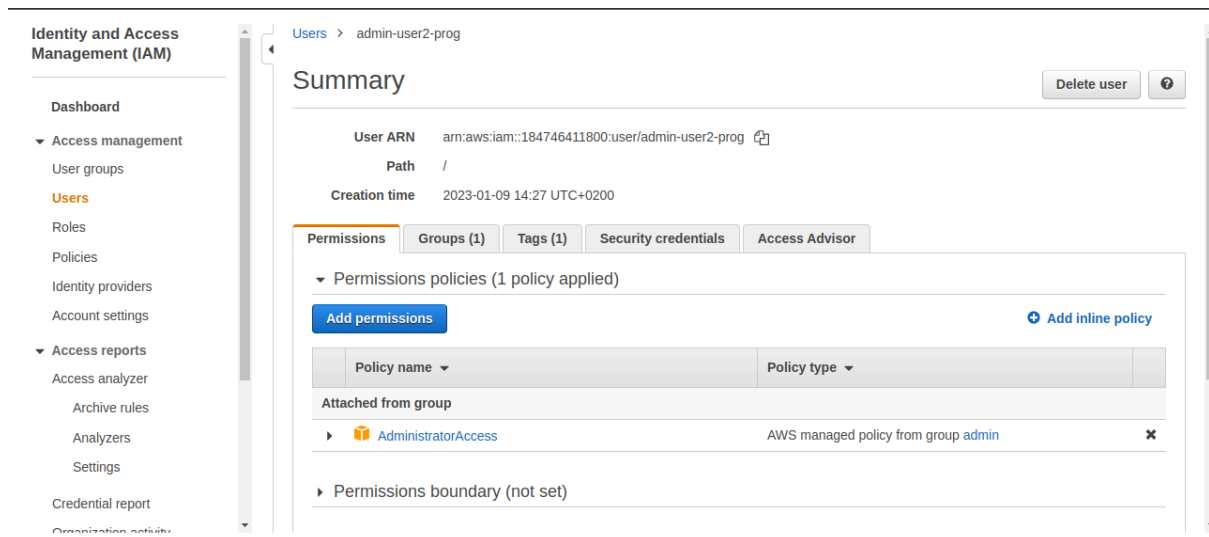 Identity and Access
Management (IAM)
Dashboard
Access management
User groups
Users
Roles
Policies
Identity providers
Account settings
Access reports
Access analyzer
Archive rules
Analyzers
Settings
Credential report
Organization activity
Users > admin-user2-prog
Summary
Delete user
User ARN arn:aws:iam::184746411800:user/admin-user2-prog
Path /
Creation time 2023-01-09 14:27 UTC+0200
Permissions Groups (1) Tags (1) Security credentials Access Advisor
Permissions policies (1 policy applied)
Add permissions Add inline policy
Policy name Policy type
Attached from group
AdministratorAccess AWS managed policy from group admin
Permissions boundary (not set)